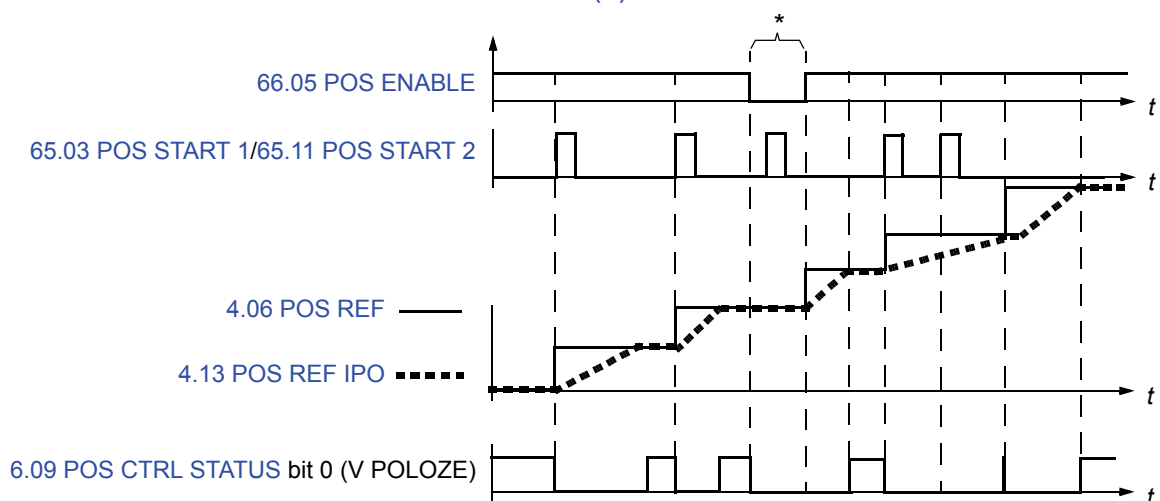 *
66.05 POS ENABLE
t
65.03 POS START 1/65.11 POS START 2
t
4.06 POS REF
4.13 POS REF IPO
t
6.09 POS CTRL STATUS bit 0 (V POLOZE)
t